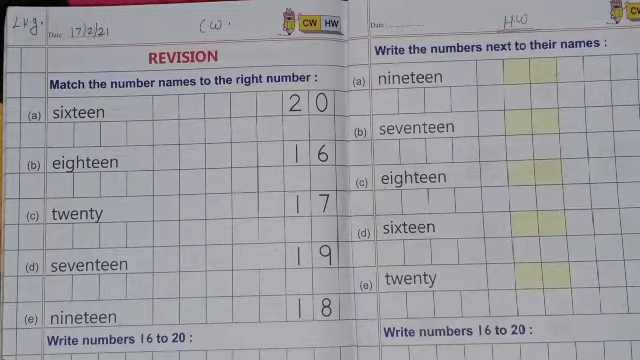 Lvg.
Date 17/2/21
CW.
CW HW
REVISION
Match the number names to the right number :
(a) sixteen 20
(b) eighteen 16
(c) twenty 17
(d) seventeen 19
(e) nineteen 18
Write numbers 16 to 20 :
Date
HW
CW
Write the numbers next to their names :
(a) nineteen
(b) seventeen
(c) eighteen
(d) sixteen
(e) twenty
Write numbers 16 to 20 :